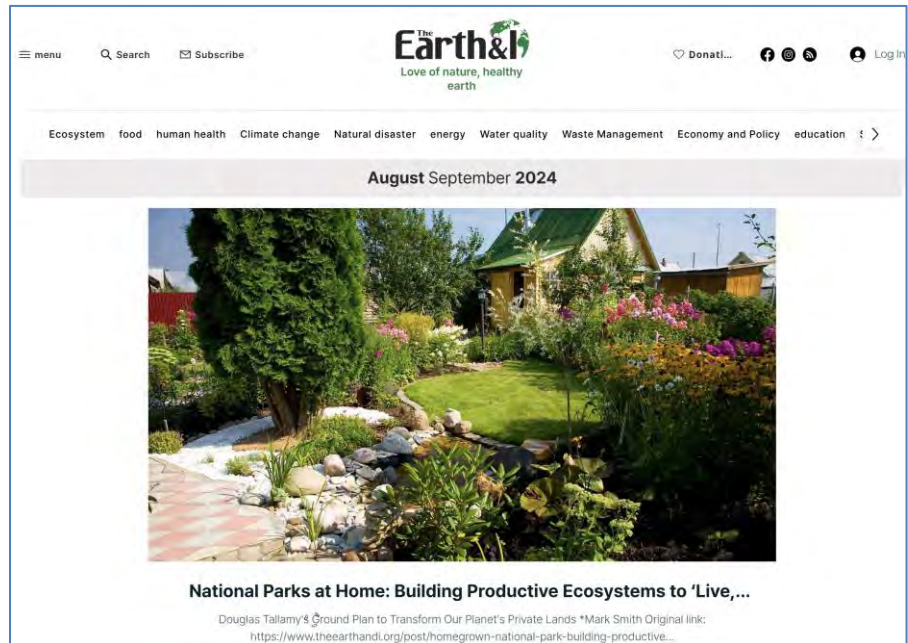 menu
Search
Subscribe
The
Earth&I
Love of nature, healthy
earth
Donati...
Log In
Ecosystem food human health Climate change Natural disaster energy Water quality Waste Management Economy and Policy education
August September 2024
National Parks at Home: Building Productive Ecosystems to ‘Live,...
Douglas Tallamy's Ground Plan to Transform Our Planet's Private Lands *Mark Smith Original link:
https://www.theearthandi.org/post/homegrown-national-park-building-productive...